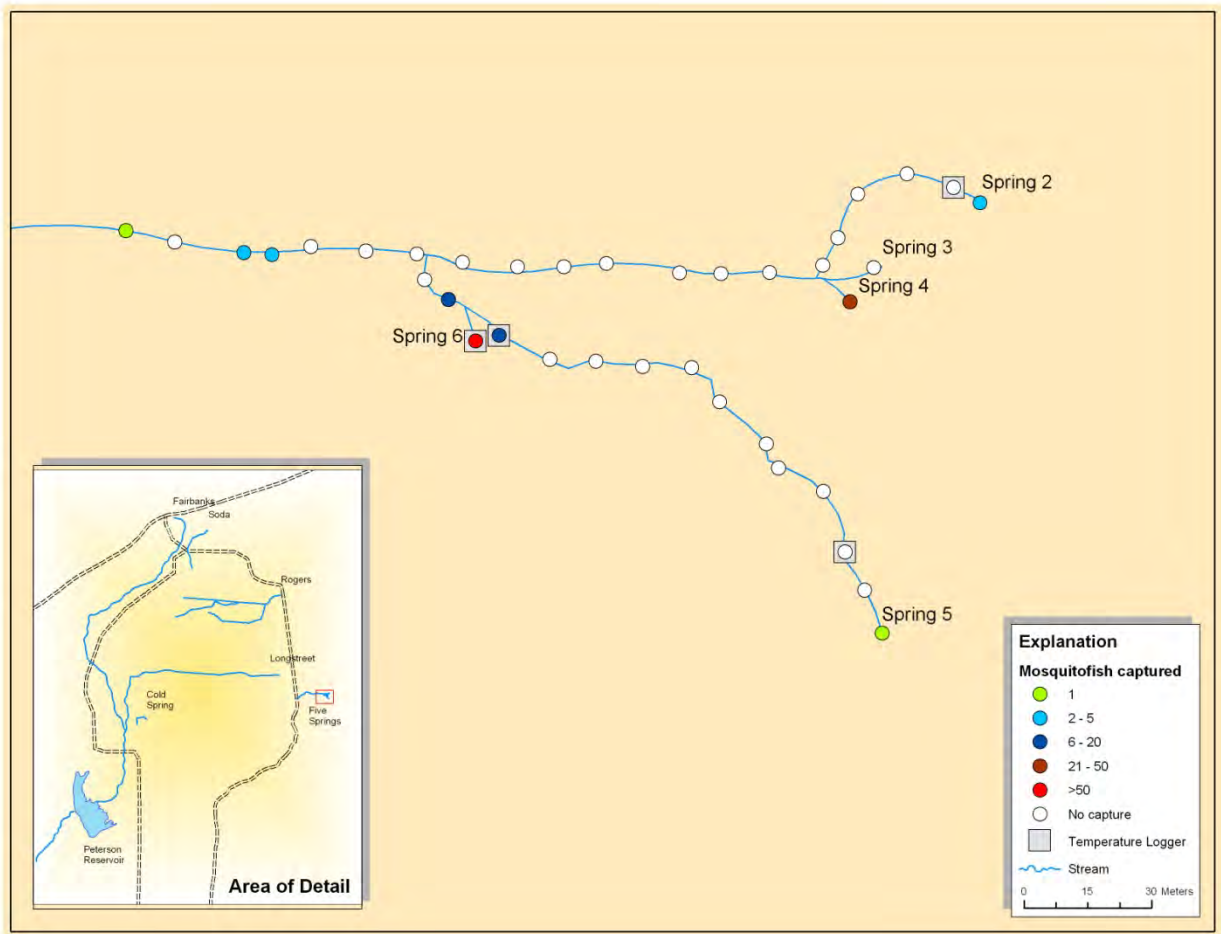 Spring 2
Spring 3
Spring 4
Spring 6
Spring 5
Fairbanks
Soda
Rogers
Longstreet
Cold
Spring
Five
Springs
Peterson
Reservoir
Area of Detail
Explanation
Mosquitofish captured
1
2 - 5
6 - 20
21 - 50
>50
No capture
Temperature Logger
Stream
0 15 30 Meters